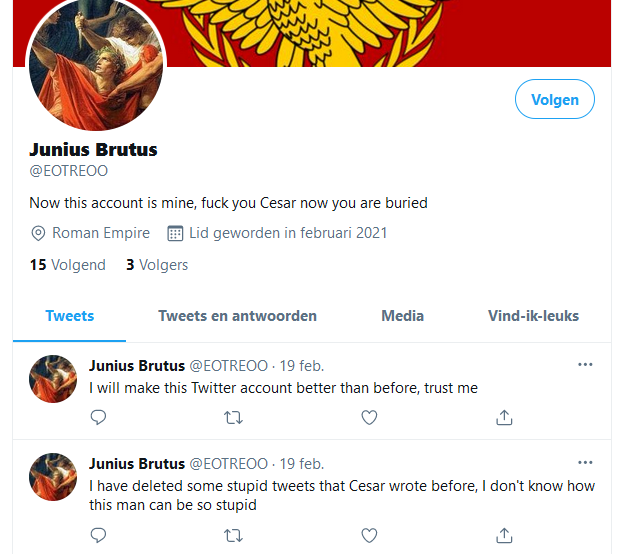 Volgen
Junius Brutus
@EOTREOO
Now this account is mine, fuck you Cesar now you are buried
Roman Empire Lid geworden in februari 2021
15 Volgend 3 Volgers
Tweets Tweets en antwoorden Media Vind-ik-leuks
Junius Brutus @EOTREOO · 19 feb.
I will make this Twitter account better than before, trust me
Junius Brutus @EOTREOO · 19 feb.
I have deleted some stupid tweets that Cesar wrote before, I don't know how
this man can be so stupid